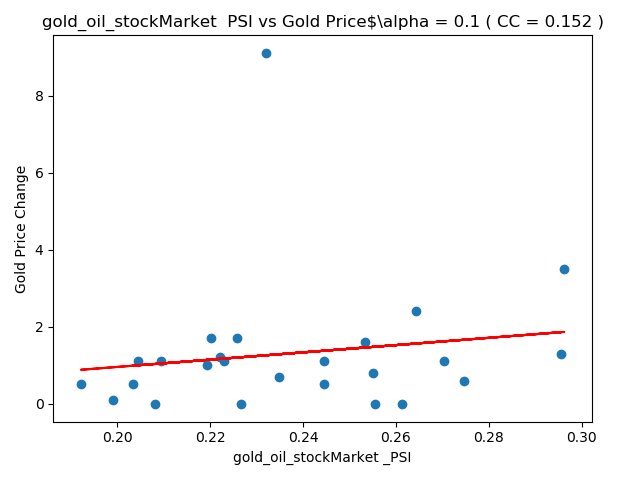 gold_oil_stockMarket  PSI vs Gold Price$\alpha = 0.1 ( CC = 0.152 )
8
6
4
2
0
Gold Price Change
0.20 0.22 0.24 0.26 0.28 0.30
gold_oil_stockMarket _PSI